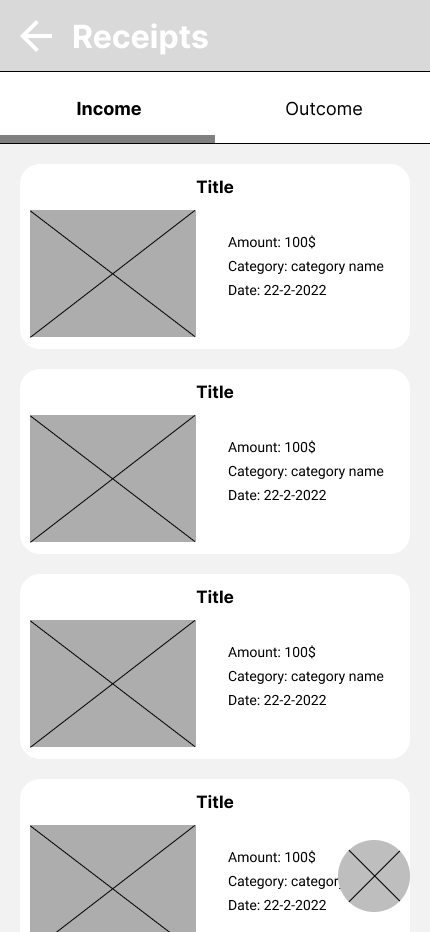 Receipts
Income
Outcome
Title
Amount: 100$
Category: category name
Date: 22-2-2022
Title
Amount: 100$
Category: category name
Date: 22-2-2022
Title
Amount: 100$
Category: category name
Date: 22-2-2022
Title
Amount: 100$
Category:
Date: 22-2-2022